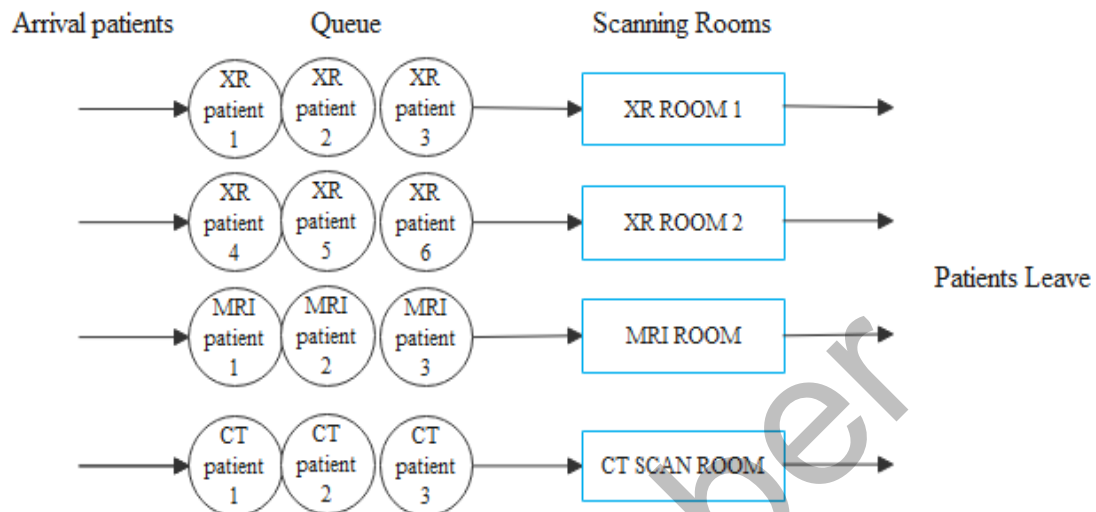 Arrival patients Queue Scanning Rooms
XR XR XR
patient patient patient XR ROOM 1
1 2 3
XR XR XR
patient patient patient XR ROOM 2
4 5 6
Patients Leave
MRI MRI MRI
patient patient patient MRI ROOM
1 2 3
CT CT CT
patient patient patient CT SCAN ROOM
1 2 3